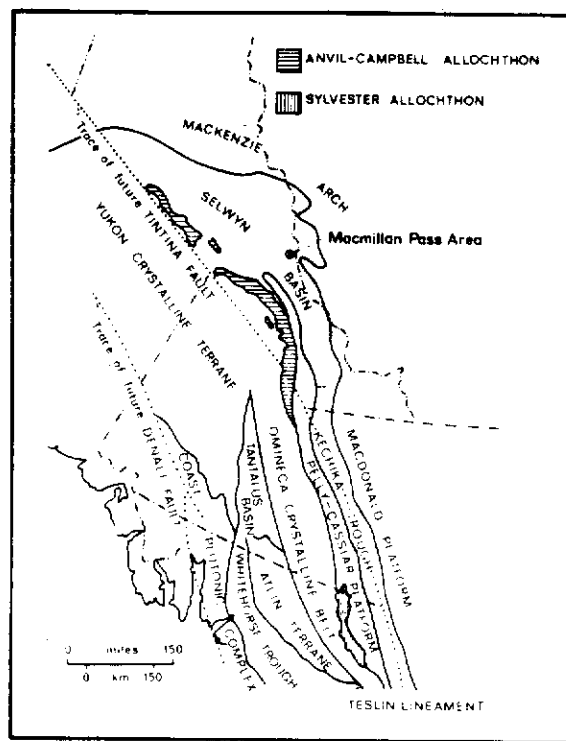 ANVIL-CAMPBELL ALLOCHTHON
SYLVESTER ALLOCHTHON
MACKENZIE
ARCH
Trace of future TINTINA FAULT
SELWYN
BASIN
Macmillan Pass Area
YUKON CRYSTALLINE TERRANE
Trace of future DENALI FAULT
COAST
PLUTONIC
COMPLEX
TANTALUS
BASIN
WHITEHORSE TROUGH
ATLIN TERRANE
OMINECA CRYSTALLINE BELT
PELLY-CASSIAR PLATFORM
KECHIKA TROUGH
MACDONALD PLATFORM
0 miles 150
0 km 150
TESLIN LINEAMENT